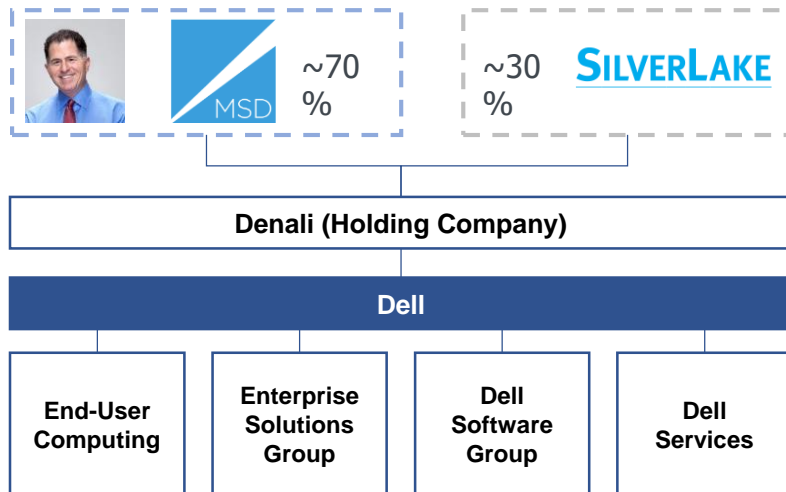 MSD
~70
%
~30
%
SILVERLAKE
Denali (Holding Company)
Dell
End-User
Computing
Enterprise
Solutions
Group
Dell
Software
Group
Dell
Services